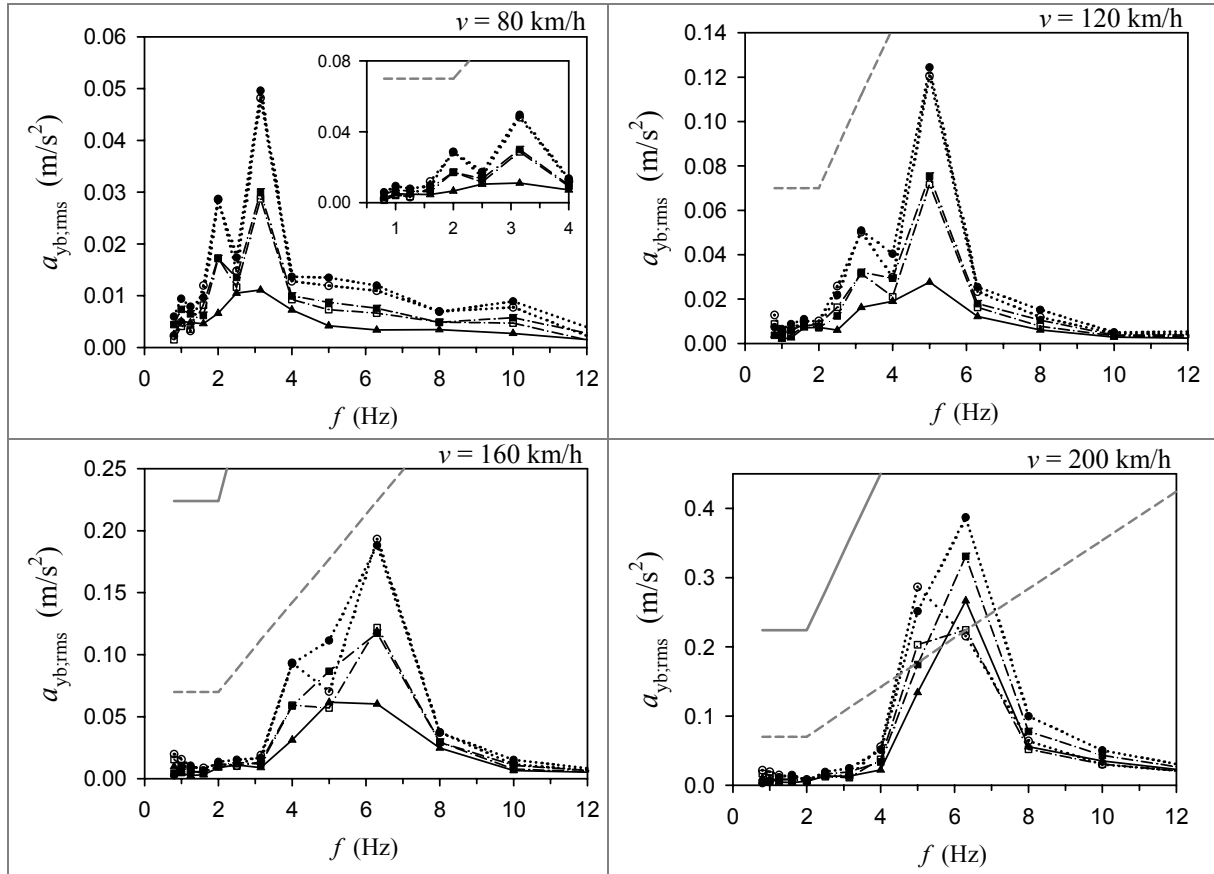 v = 80 km/h
0.06
0.05
0.04
0.03
0.02
0.01
0.00
a_yb;rms (m/s²)
0.08
0.04
0.00
1 2 3 4
0 2 4 6 8 10 12
f (Hz)
v = 120 km/h
0.14
0.12
0.10
0.08
0.06
0.04
0.02
0.00
a_yb;rms (m/s²)
0 2 4 6 8 10 12
f (Hz)
v = 160 km/h
0.25
0.20
0.15
0.10
0.05
0.00
a_yb;rms (m/s²)
0 2 4 6 8 10 12
f (Hz)
v = 200 km/h
0.4
0.3
0.2
0.1
0.0
a_yb;rms (m/s²)
0 2 4 6 8 10 12
f (Hz)